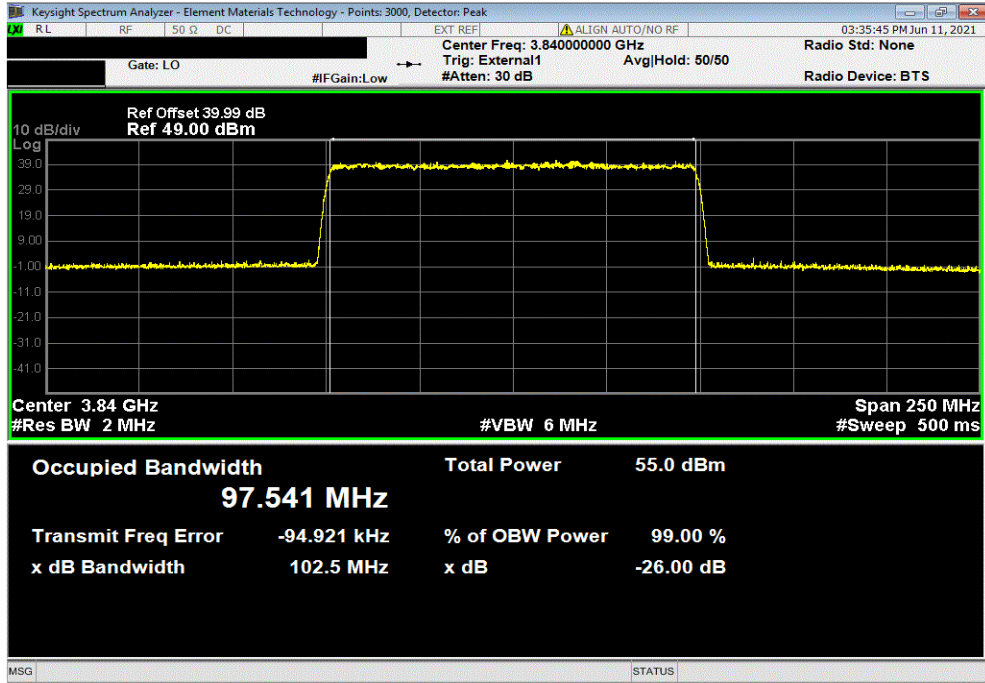 Keysight Spectrum Analyzer - Element Materials Technology - Points: 3000, Detector: Peak
LXI RL RF 50 Ω DC EXT REF ALIGN AUTO/NO RF 03:35:45 PM Jun 11, 2021
Center Freq: 3.840000000 GHz Radio Std: None
Gate: LO Trig: External1 Avg|Hold: 50/50
#IFGain:Low #Atten: 30 dB Radio Device: BTS
Ref Offset 39.99 dB
10 dB/div Ref 49.00 dBm
Log
39.0
29.0
19.0
9.00
-1.00
-11.0
-21.0
-31.0
-41.0
Center 3.84 GHz Span 250 MHz
#Res BW 2 MHz #VBW 6 MHz #Sweep 500 ms
Occupied Bandwidth Total Power 55.0 dBm
97.541 MHz
Transmit Freq Error -94.921 kHz % of OBW Power 99.00 %
x dB Bandwidth 102.5 MHz x dB -26.00 dB
MSG STATUS